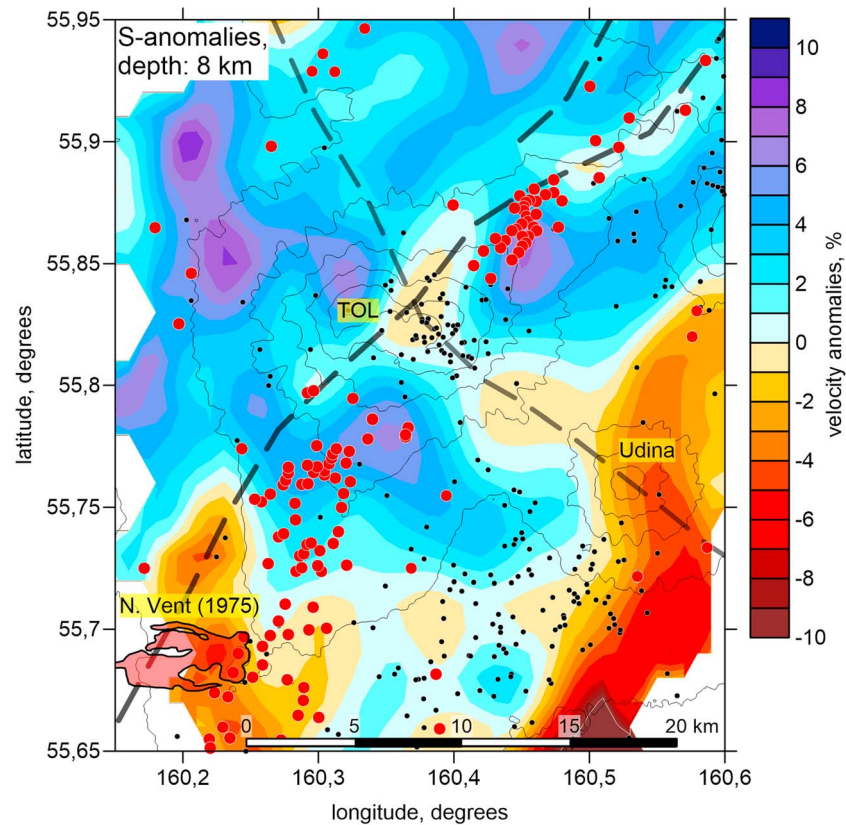 S-anomalies,
depth: 8 km
TOL
Udina
N. Vent (1975)
0 5 10 15 20 km
55,95
55,9
55,85
55,8
55,75
55,7
55,65
latitude, degrees
160,2 160,3 160,4 160,5 160,6
longitude, degrees
10
8
6
4
2
0
-2
-4
-6
-8
-10
velocity anomalies, %